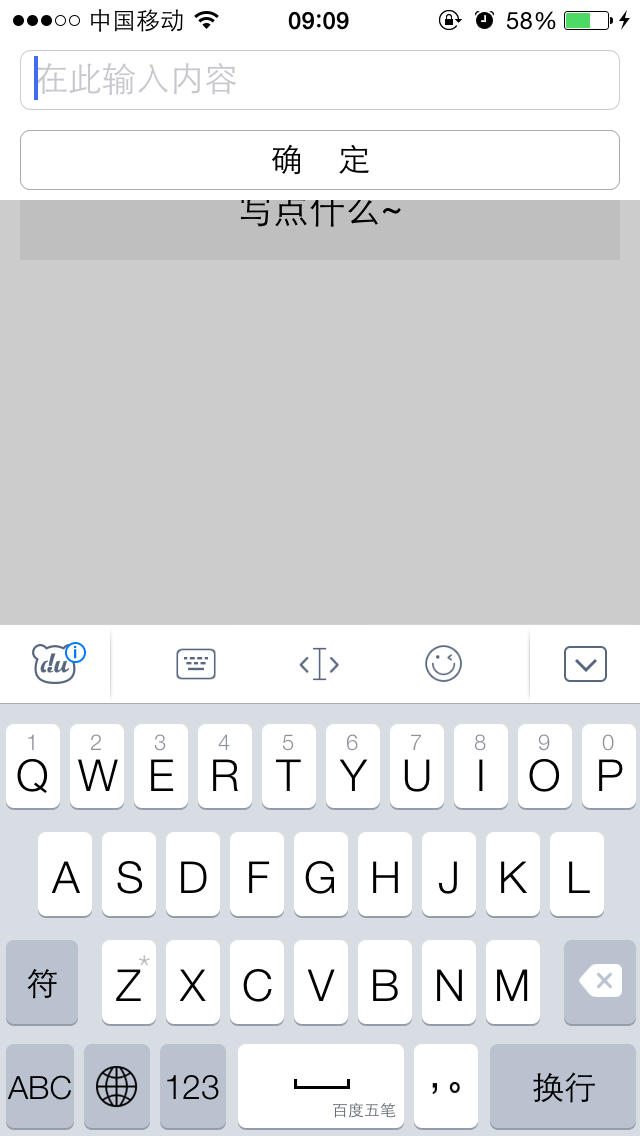 中国移动 09:09 58%
在此输入内容
确 定
写点什么~
du i
1 2 3 4 5 6 7 8 9 0
Q W E R T Y U I O P
A S D F G H J K L
符 Z * X C V B N M
ABC 123 百度五笔 ,。 换行